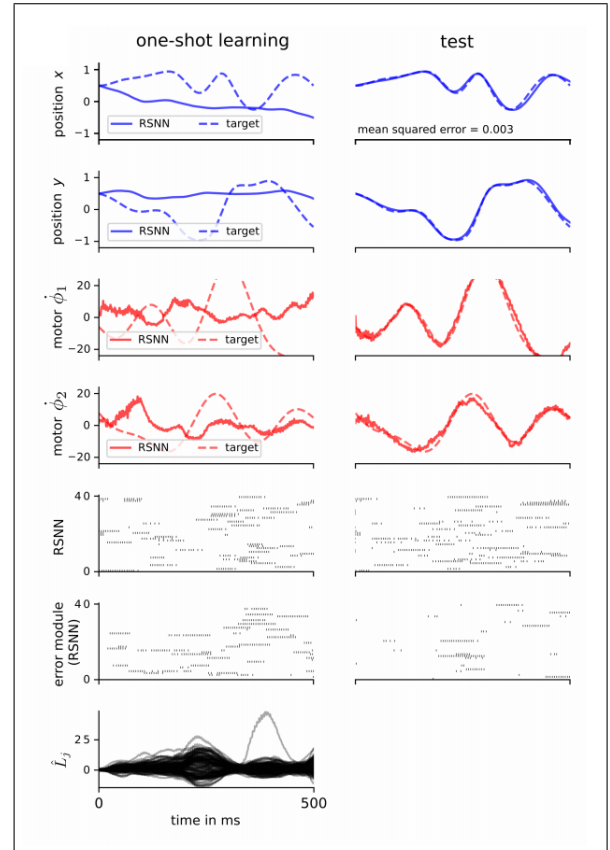 one-shot learning
test
position x
1
0
−1
RSNN
target
mean squared error = 0.003
position y
1
0
−1
RSNN
target
motor ϕ̇₁
20
0
−20
RSNN
target
motor ϕ̇₂
20
0
−20
RSNN
target
RSNN
40
0
error module
(RSNN)
40
0
L̂ⱼ
25
0
0
500
time in ms